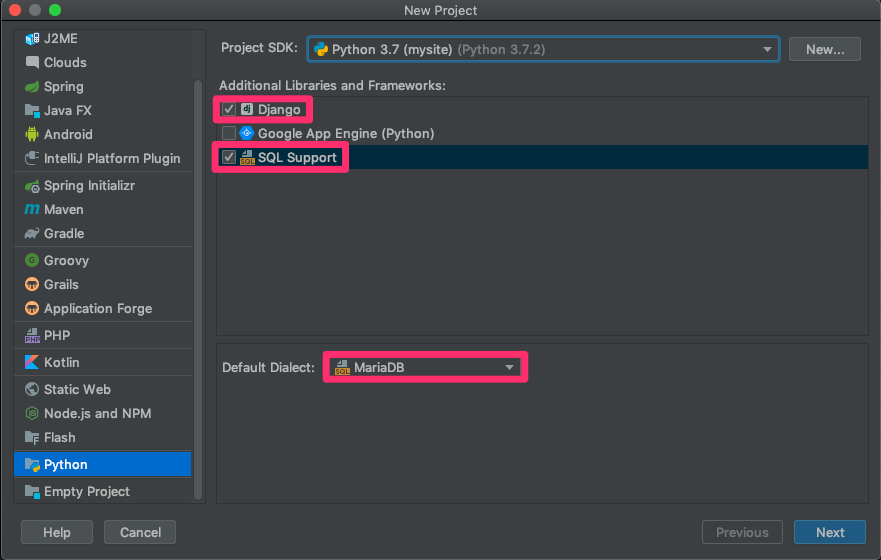 New Project
J2ME
Clouds
Spring
Java FX
Android
IntelliJ Platform Plugin
Spring Initializr
Maven
Gradle
Groovy
Grails
Application Forge
PHP
Kotlin
Static Web
Node.js and NPM
Flash
Python
Empty Project
Project SDK: Python 3.7 (mysite) (Python 3.7.2) New...
Additional Libraries and Frameworks:
Django
Google App Engine (Python)
SQL Support
Default Dialect: MariaDB
Help Cancel Previous Next